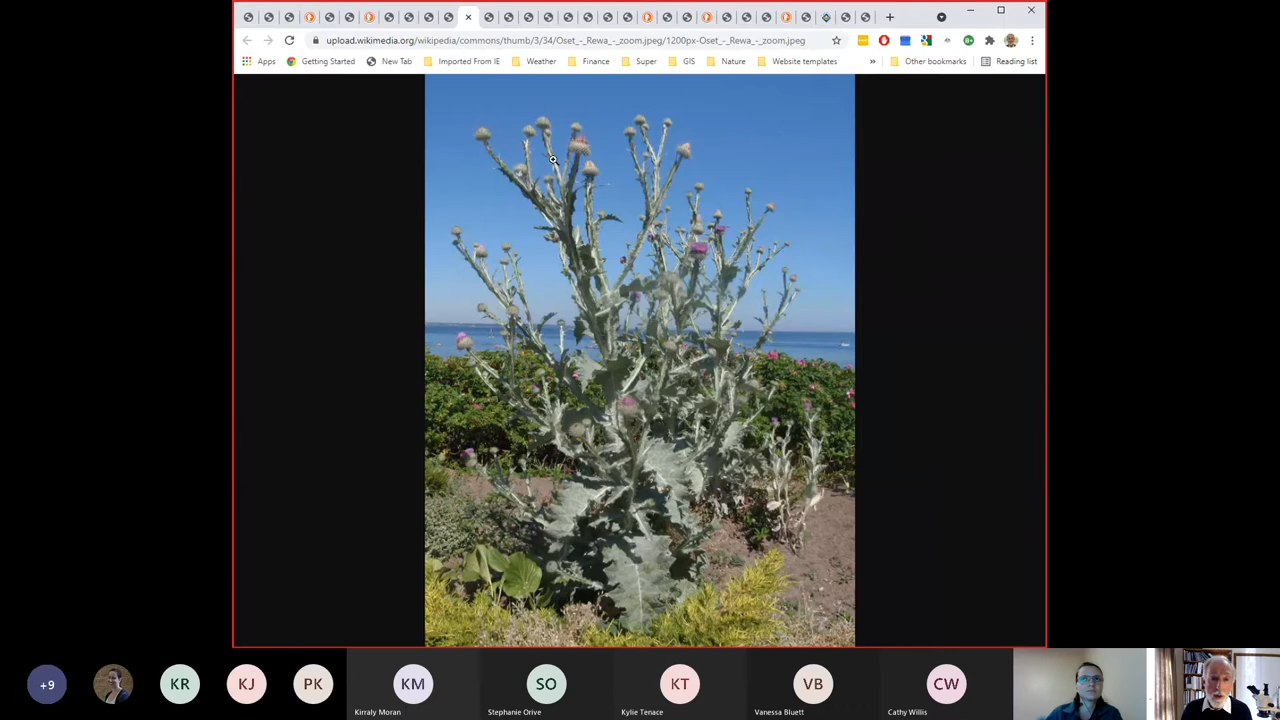 upload.wikimedia.org/wikipedia/commons/thumb/3/34/Oset_-_Rewa_-_zoom.jpeg/1200px-Oset_-_Rewa_-_zoom.jpeg
Apps Getting Started New Tab Imported From IE Weather Finance Super GIS Nature Website templates » Other bookmarks Reading list
+9 KR KJ PK KM SO KT VB CW
Kirraly Moran Stephanie Orive Kylie Tenace Vanessa Bluett Cathy Willis